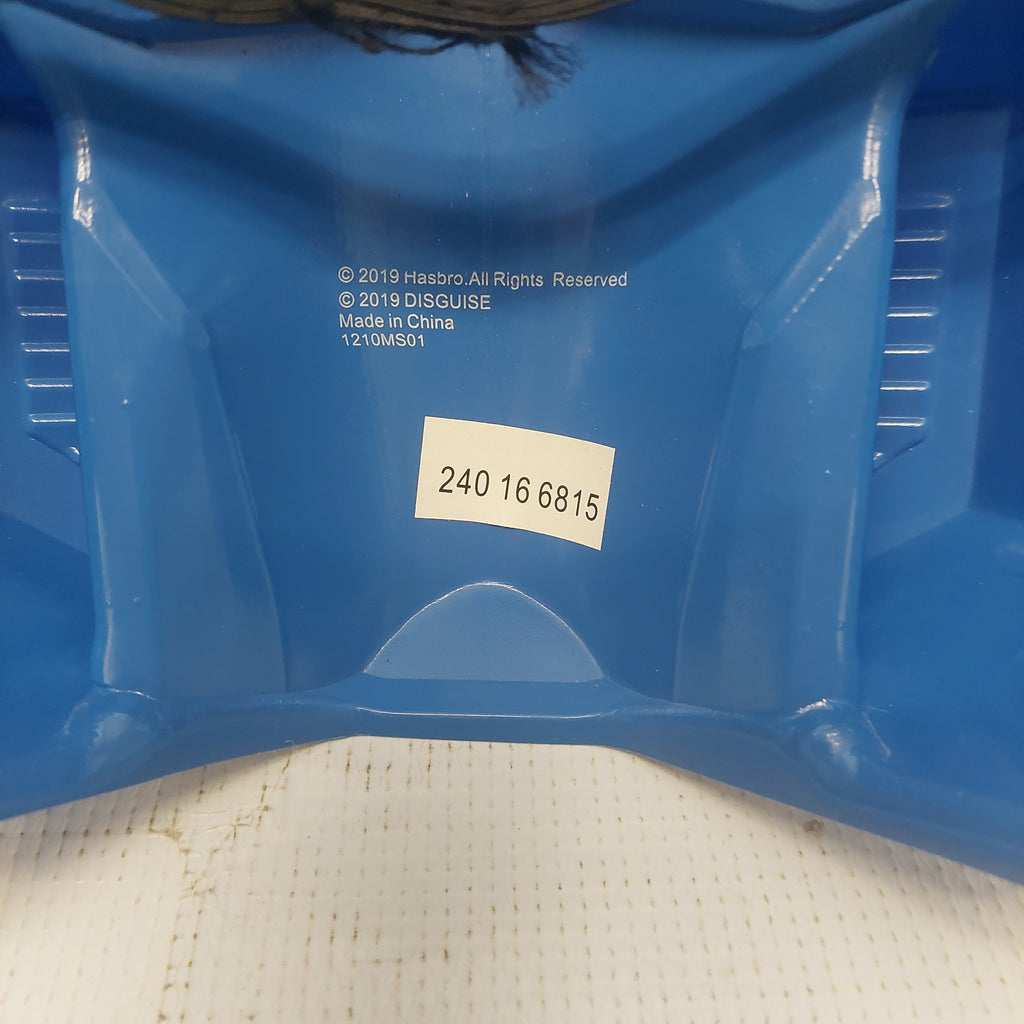 © 2019 Hasbro.All Rights Reserved
© 2019 DISGUISE
Made in China
1210MS01
240 16 6815